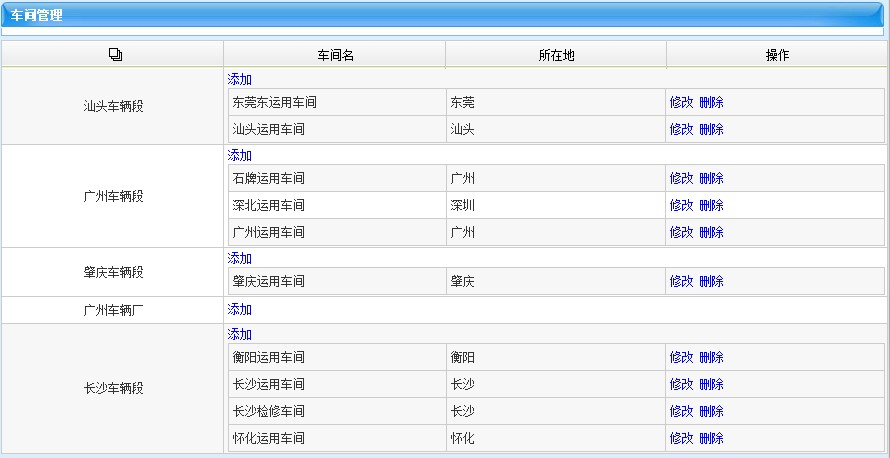 车间管理
车间名 所在地 操作
汕头车辆段
添加
东莞东运用车间 东莞 修改 删除
汕头运用车间 汕头 修改 删除
广州车辆段
添加
石牌运用车间 广州 修改 删除
深北运用车间 深圳 修改 删除
广州运用车间 广州 修改 删除
肇庆车辆段
添加
肇庆运用车间 肇庆 修改 删除
广州车辆厂 添加
长沙车辆段
添加
衡阳运用车间 衡阳 修改 删除
长沙运用车间 长沙 修改 删除
长沙检修车间 长沙 修改 删除
怀化运用车间 怀化 修改 删除